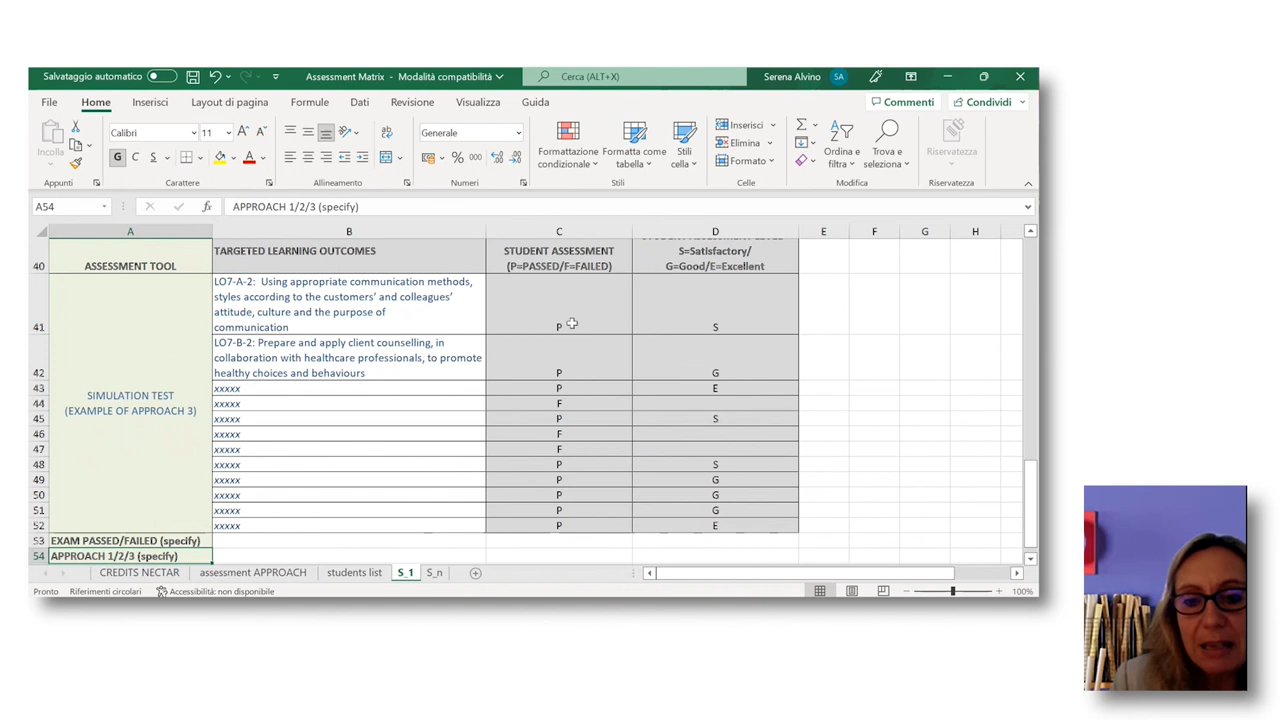 Salvataggio automatico
Assessment Matrix - Modalità compatibilità
Cerca (ALT+X)
Serena Alvino
SA
File
Home
Inserisci
Layout di pagina
Formule
Dati
Revisione
Visualizza
Guida
Commenti
Condividi
Incolla
Appunti
Calibri
11
G C S
Carattere
Allineamento
Generale
% 000
Numeri
Formattazione
condizionale
Formatta come
tabella
Stili
cella
Stili
Inserisci
Elimina
Formato
Celle
Ordina e
filtra
Trova e
seleziona
Modifica
Riservatezza
Riservatezza
A54
fx
APPROACH 1/2/3 (specify)
A B C D E F G H
40
ASSESSMENT TOOL
TARGETED LEARNING OUTCOMES
STUDENT ASSESSMENT
(P=PASSED/F=FAILED)
S=Satisfactory/
G=Good/E=Excellent
SIMULATION TEST
(EXAMPLE OF APPROACH 3)
LO7-A-2: Using appropriate communication methods,
styles according to the customers’ and colleagues’
attitude, culture and the purpose of
41 communication P S
LO7-B-2: Prepare and apply client counselling, in
collaboration with healthcare professionals, to promote
42 healthy choices and behaviours P G
43 xxxxx P E
44 xxxxx F
45 xxxxx P S
46 xxxxx F
47 xxxxx F
48 xxxxx P S
49 xxxxx P G
50 xxxxx P G
51 xxxxx P G
52 xxxxx P E
53 EXAM PASSED/FAILED (specify)
54 APPROACH 1/2/3 (specify)
CREDITS NECTAR
assessment APPROACH
students list
S_1
S_n
Pronto
Riferimenti circolari
Accessibilità: non disponibile
100%